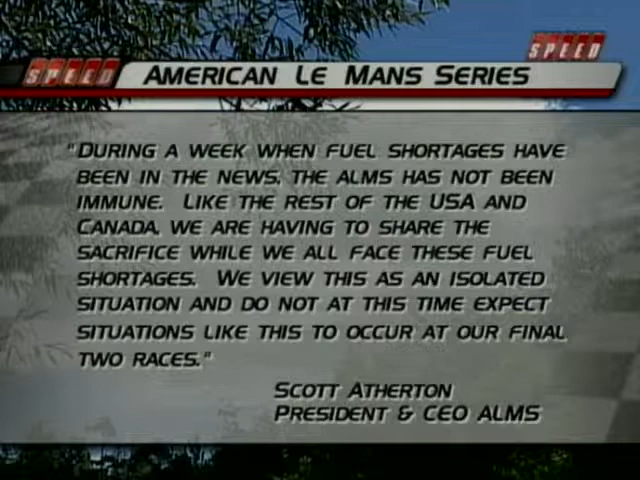 SPEED
SPEED AMERICAN LE MANS SERIES
"DURING A WEEK WHEN FUEL SHORTAGES HAVE
BEEN IN THE NEWS, THE ALMS HAS NOT BEEN
IMMUNE. LIKE THE REST OF THE USA AND
CANADA, WE ARE HAVING TO SHARE THE
SACRIFICE WHILE WE ALL FACE THESE FUEL
SHORTAGES. WE VIEW THIS AS AN ISOLATED
SITUATION AND DO NOT AT THIS TIME EXPECT
SITUATIONS LIKE THIS TO OCCUR AT OUR FINAL
TWO RACES."
SCOTT ATHERTON
PRESIDENT & CEO ALMS